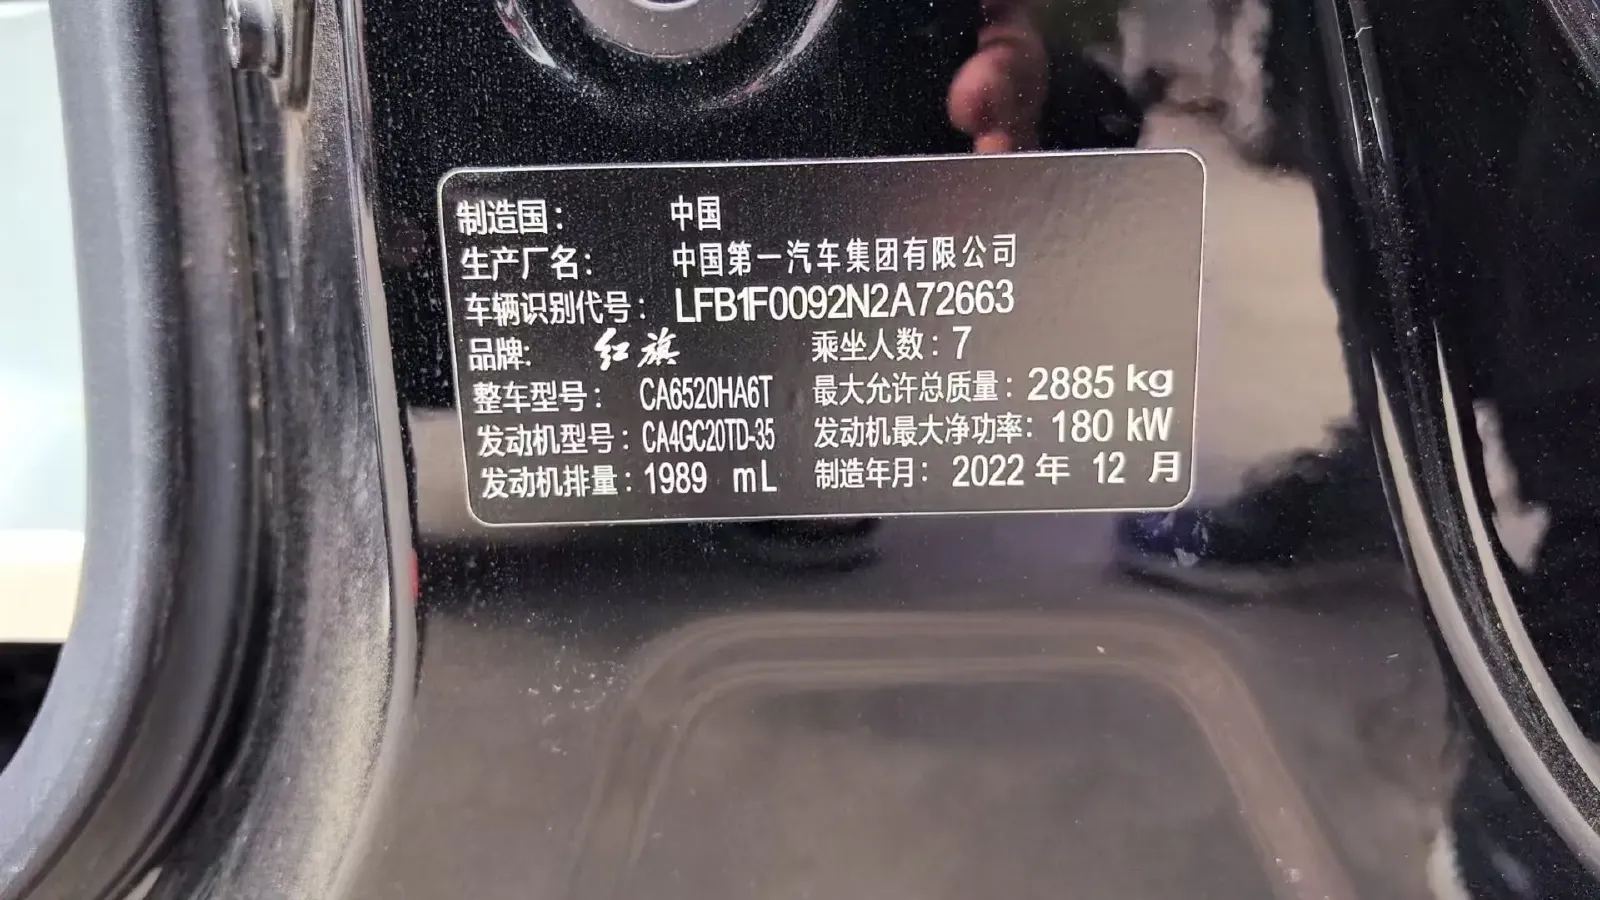 制造国： 中国
生产厂名： 中国第一汽车集团有限公司
车辆识别代号： LFB1F0092N2A72663
品牌: 红旗 乘坐人数：7
整车型号： CA6520HA6T 最大允许总质量：2885 kg
发动机型号：CA4GC20TD-35 发动机最大净功率: 180 kW
发动机排量：1989 mL 制造年月： 2022 年 12 月